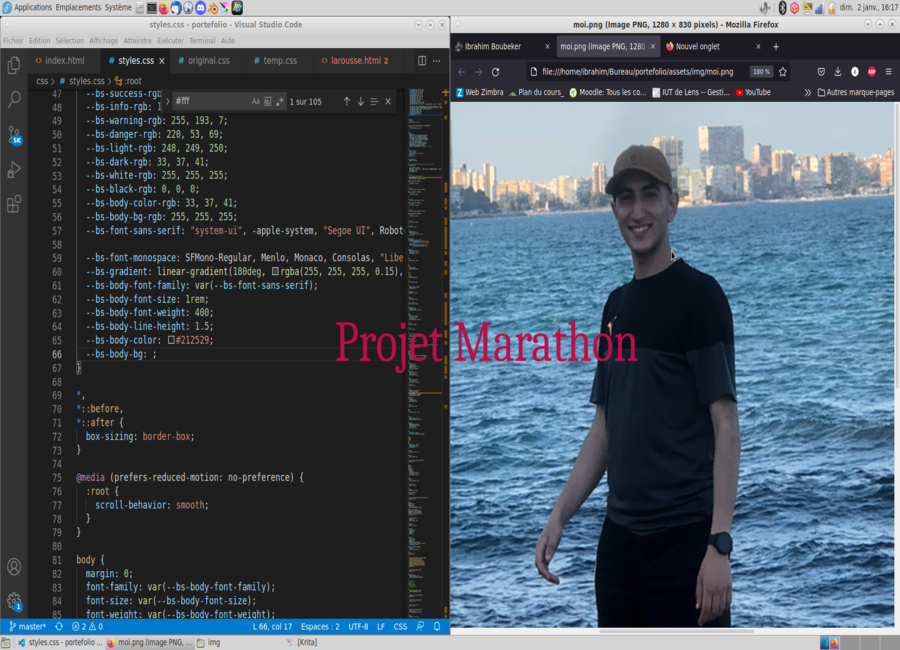 Applications Emplacements Système
dim. 2 janv., 16:17
styles.css - portefolio - Visual Studio Code
Fichier Edition Sélection Affichage Atteindre Exécuter Terminal Aide
index.html styles.css original.css temp.css larousse.html 2
css > # styles.css > :root
#fff 1 sur 105
47 --bs-success-rgb
48 --bs-info-rgb: 1
49 --bs-warning-rgb: 255, 193, 7;
50 --bs-danger-rgb: 220, 53, 69;
51 --bs-light-rgb: 248, 249, 250;
52 --bs-dark-rgb: 33, 37, 41;
53 --bs-white-rgb: 255, 255, 255;
54 --bs-black-rgb: 0, 0, 0;
55 --bs-body-color-rgb: 33, 37, 41;
56 --bs-body-bg-rgb: 255, 255, 255;
57 --bs-font-sans-serif: "system-ui", -apple-system, "Segoe UI", Robot
58
59 --bs-font-monospace: SFMono-Regular, Menlo, Monaco, Consolas, "Libe
60 --bs-gradient: linear-gradient(180deg, rgba(255, 255, 255, 0.15),
61 --bs-body-font-family: var(--bs-font-sans-serif);
62 --bs-body-font-size: 1rem;
63 --bs-body-font-weight: 400;
64 --bs-body-line-height: 1.5;
65 --bs-body-color: #212529;
66 --bs-body-bg: ;
67 }
68
69 *,
70 *::before,
71 *::after {
72 box-sizing: border-box;
73 }
74
75 @media (prefers-reduced-motion: no-preference) {
76 :root {
77 scroll-behavior: smooth;
78 }
79 }
80
81 body {
82 margin: 0;
83 font-family: var(--bs-body-font-family);
84 font-size: var(--bs-body-font-size);
85 font-weight: var(--bs-body-font-weight);
master* 2 0 L 66, col 17 Espaces : 2 UTF-8 LF CSS
moi.png (Image PNG, 1280 × 830 pixels) - Mozilla Firefox
Ibrahim Boubeker moi.png (Image PNG, 1280 Nouvel onglet
file:///home/ibrahim/Bureau/portefolio/assets/img/moi.png 180 %
Web Zimbra Plan du cours_ Moodle: Tous les co... IUT de Lens -- Gesti... YouTube Autres marque-pages
Projet Marathon
styles.css - portefolio ... moi.png (Image PNG, ... img [Krita]